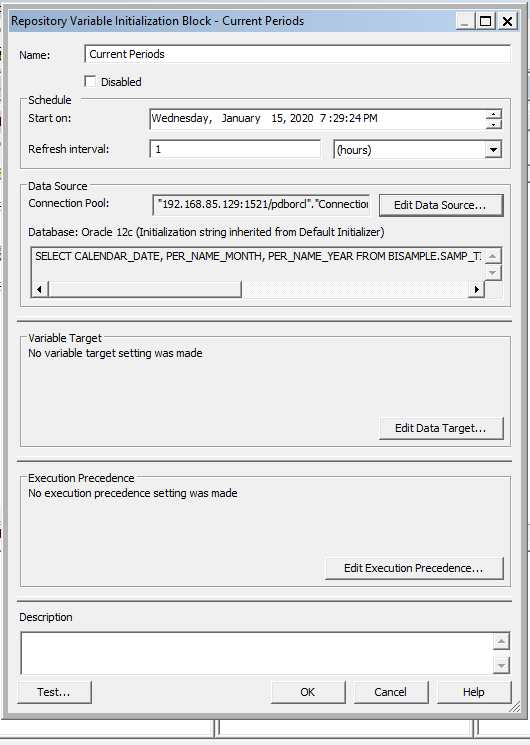 Repository Variable Initialization Block - Current Periods
Name: Current Periods
Disabled
Schedule
Start on: Wednesday, January 15, 2020 7:29:24 PM
Refresh interval: 1 (hours)
Data Source
Connection Pool: "192.168.85.129:1521/pdborcl"."Connection Edit Data Source...
Database: Oracle 12c (Initialization string inherited from Default Initializer)
SELECT CALENDAR_DATE, PER_NAME_MONTH, PER_NAME_YEAR FROM BISAMPLE.SAMP_TI
Variable Target
No variable target setting was made
Edit Data Target...
Execution Precedence
No execution precedence setting was made
Edit Execution Precedence...
Description
Test... OK Cancel Help